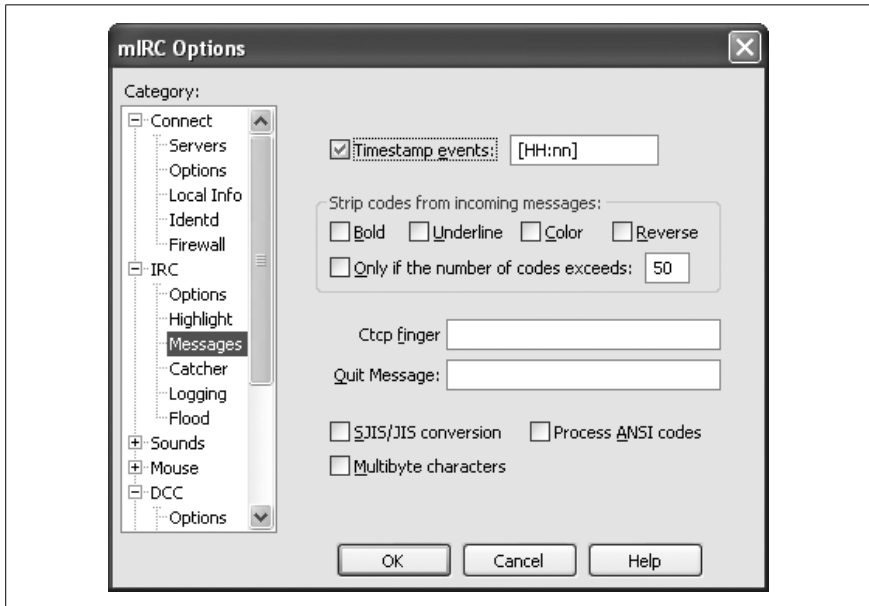 mIRC Options
Category:
Connect
Servers
Options
Local Info
Identd
Firewall
IRC
Options
Highlight
Messages
Catcher
Logging
Flood
Sounds
Mouse
DCC
Options
Timestamp events: [HH:nn]
Strip codes from incoming messages:
Bold Underline Color Reverse
Only if the number of codes exceeds: 50
Ctcp finger
Quit Message:
SJIS/JIS conversion Process ANSI codes
Multibyte characters
OK Cancel Help